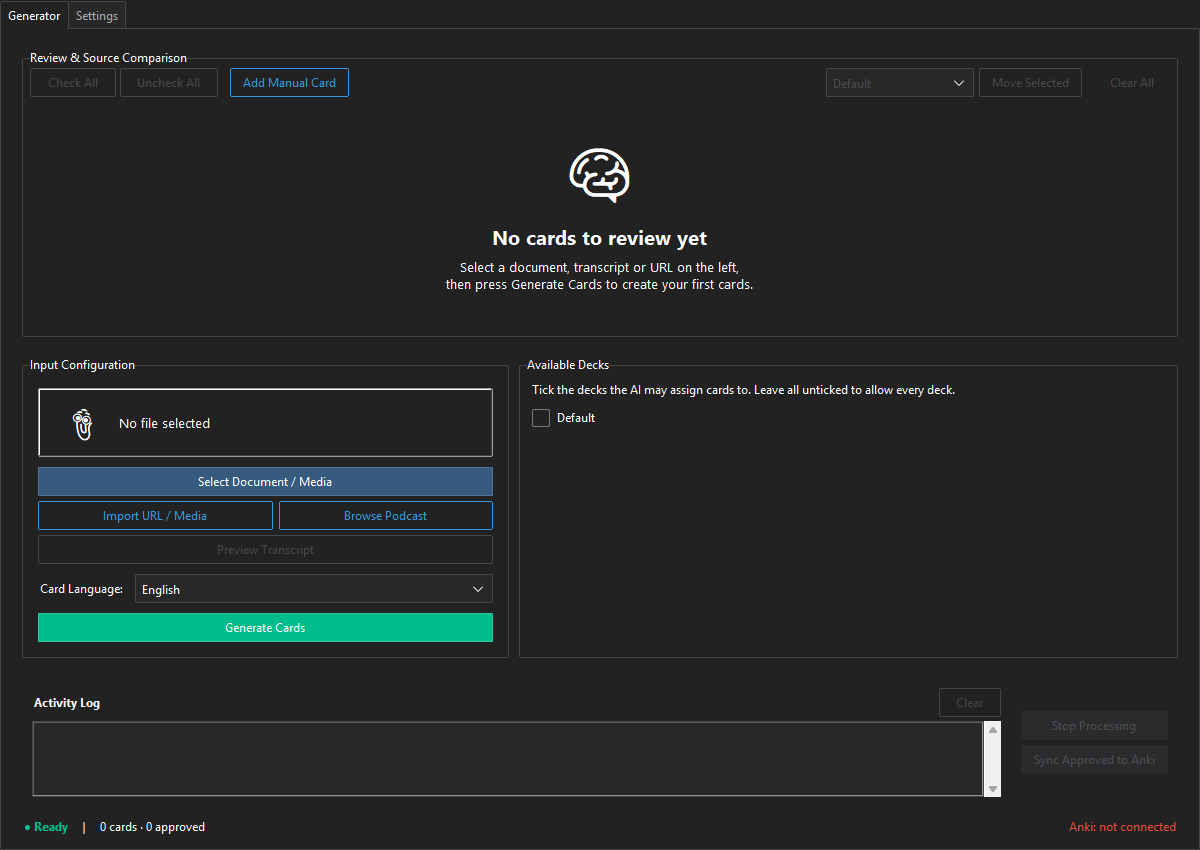 Generator Settings
Review & Source Comparison
Check All Uncheck All Add Manual Card Default Move Selected Clear All
No cards to review yet
Select a document, transcript or URL on the left,
then press Generate Cards to create your first cards.
Input Configuration
No file selected
Select Document / Media
Import URL / Media Browse Podcast
Preview Transcript
Card Language: English
Generate Cards
Available Decks
Tick the decks the AI may assign cards to. Leave all unticked to allow every deck.
Default
Activity Log Clear
Stop Processing
Sync Approved to Anki
• Ready | 0 cards · 0 approved Anki: not connected